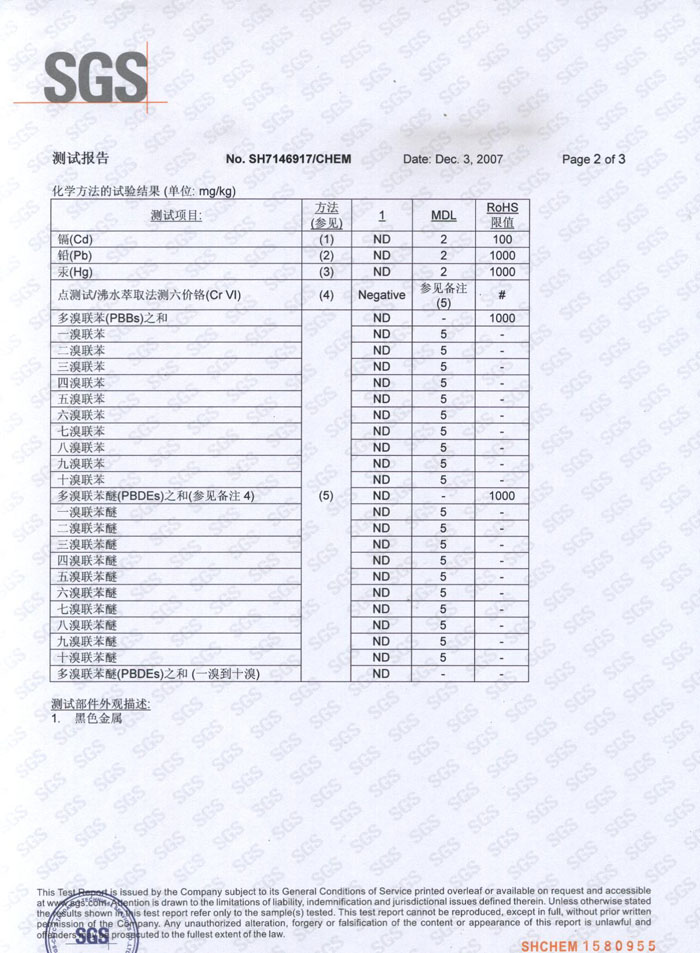 SGS
测试报告 No. SH7146917/CHEM Date: Dec. 3, 2007 Page 2 of 3
化学方法的试验结果 (单位: mg/kg)
测试项目: 方法(参见) 1 MDL RoHS 限值
镉(Cd) (1) ND 2 100
铅(Pb) (2) ND 2 1000
汞(Hg) (3) ND 2 1000
点测试/沸水萃取法测六价铬(Cr VI) (4) Negative 参见备注(5) #
多溴联苯(PBBs)之和 ND - 1000
一溴联苯 ND 5 -
二溴联苯 ND 5 -
三溴联苯 ND 5 -
四溴联苯 ND 5 -
五溴联苯 ND 5 -
六溴联苯 ND 5 -
七溴联苯 ND 5 -
八溴联苯 ND 5 -
九溴联苯 ND 5 -
十溴联苯 ND 5 -
多溴联苯醚(PBDEs)之和(参见备注 4) (5) ND - 1000
一溴联苯醚 ND 5 -
二溴联苯醚 ND 5 -
三溴联苯醚 ND 5 -
四溴联苯醚 ND 5 -
五溴联苯醚 ND 5 -
六溴联苯醚 ND 5 -
七溴联苯醚 ND 5 -
八溴联苯醚 ND 5 -
九溴联苯醚 ND 5 -
十溴联苯醚 ND 5 -
多溴联苯醚(PBDEs)之和 (一溴到十溴) ND - -
测试部件外观描述:
1. 黑色金属
This Test Report is issued by the Company subject to its General Conditions of Service printed overleaf or available on request and accessible
at www.sgs.com. Attention is drawn to the limitations of liability, indemnification and jurisdictional issues defined therein. Unless otherwise stated
the results shown in this test report refer only to the sample(s) tested. This test report cannot be reproduced, except in full, without prior written
permission of the Company. Any unauthorized alteration, forgery or falsification of the content or appearance of this report is unlawful and
offenders may be prosecuted to the fullest extent of the law.
SGS
SHCHEM 1580955